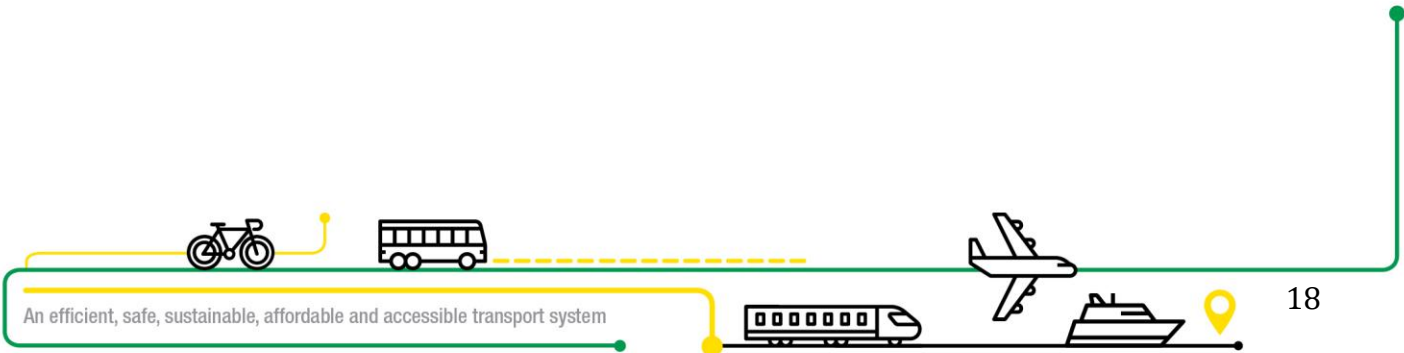 An efficient, safe, sustainable, affordable and accessible transport system
18